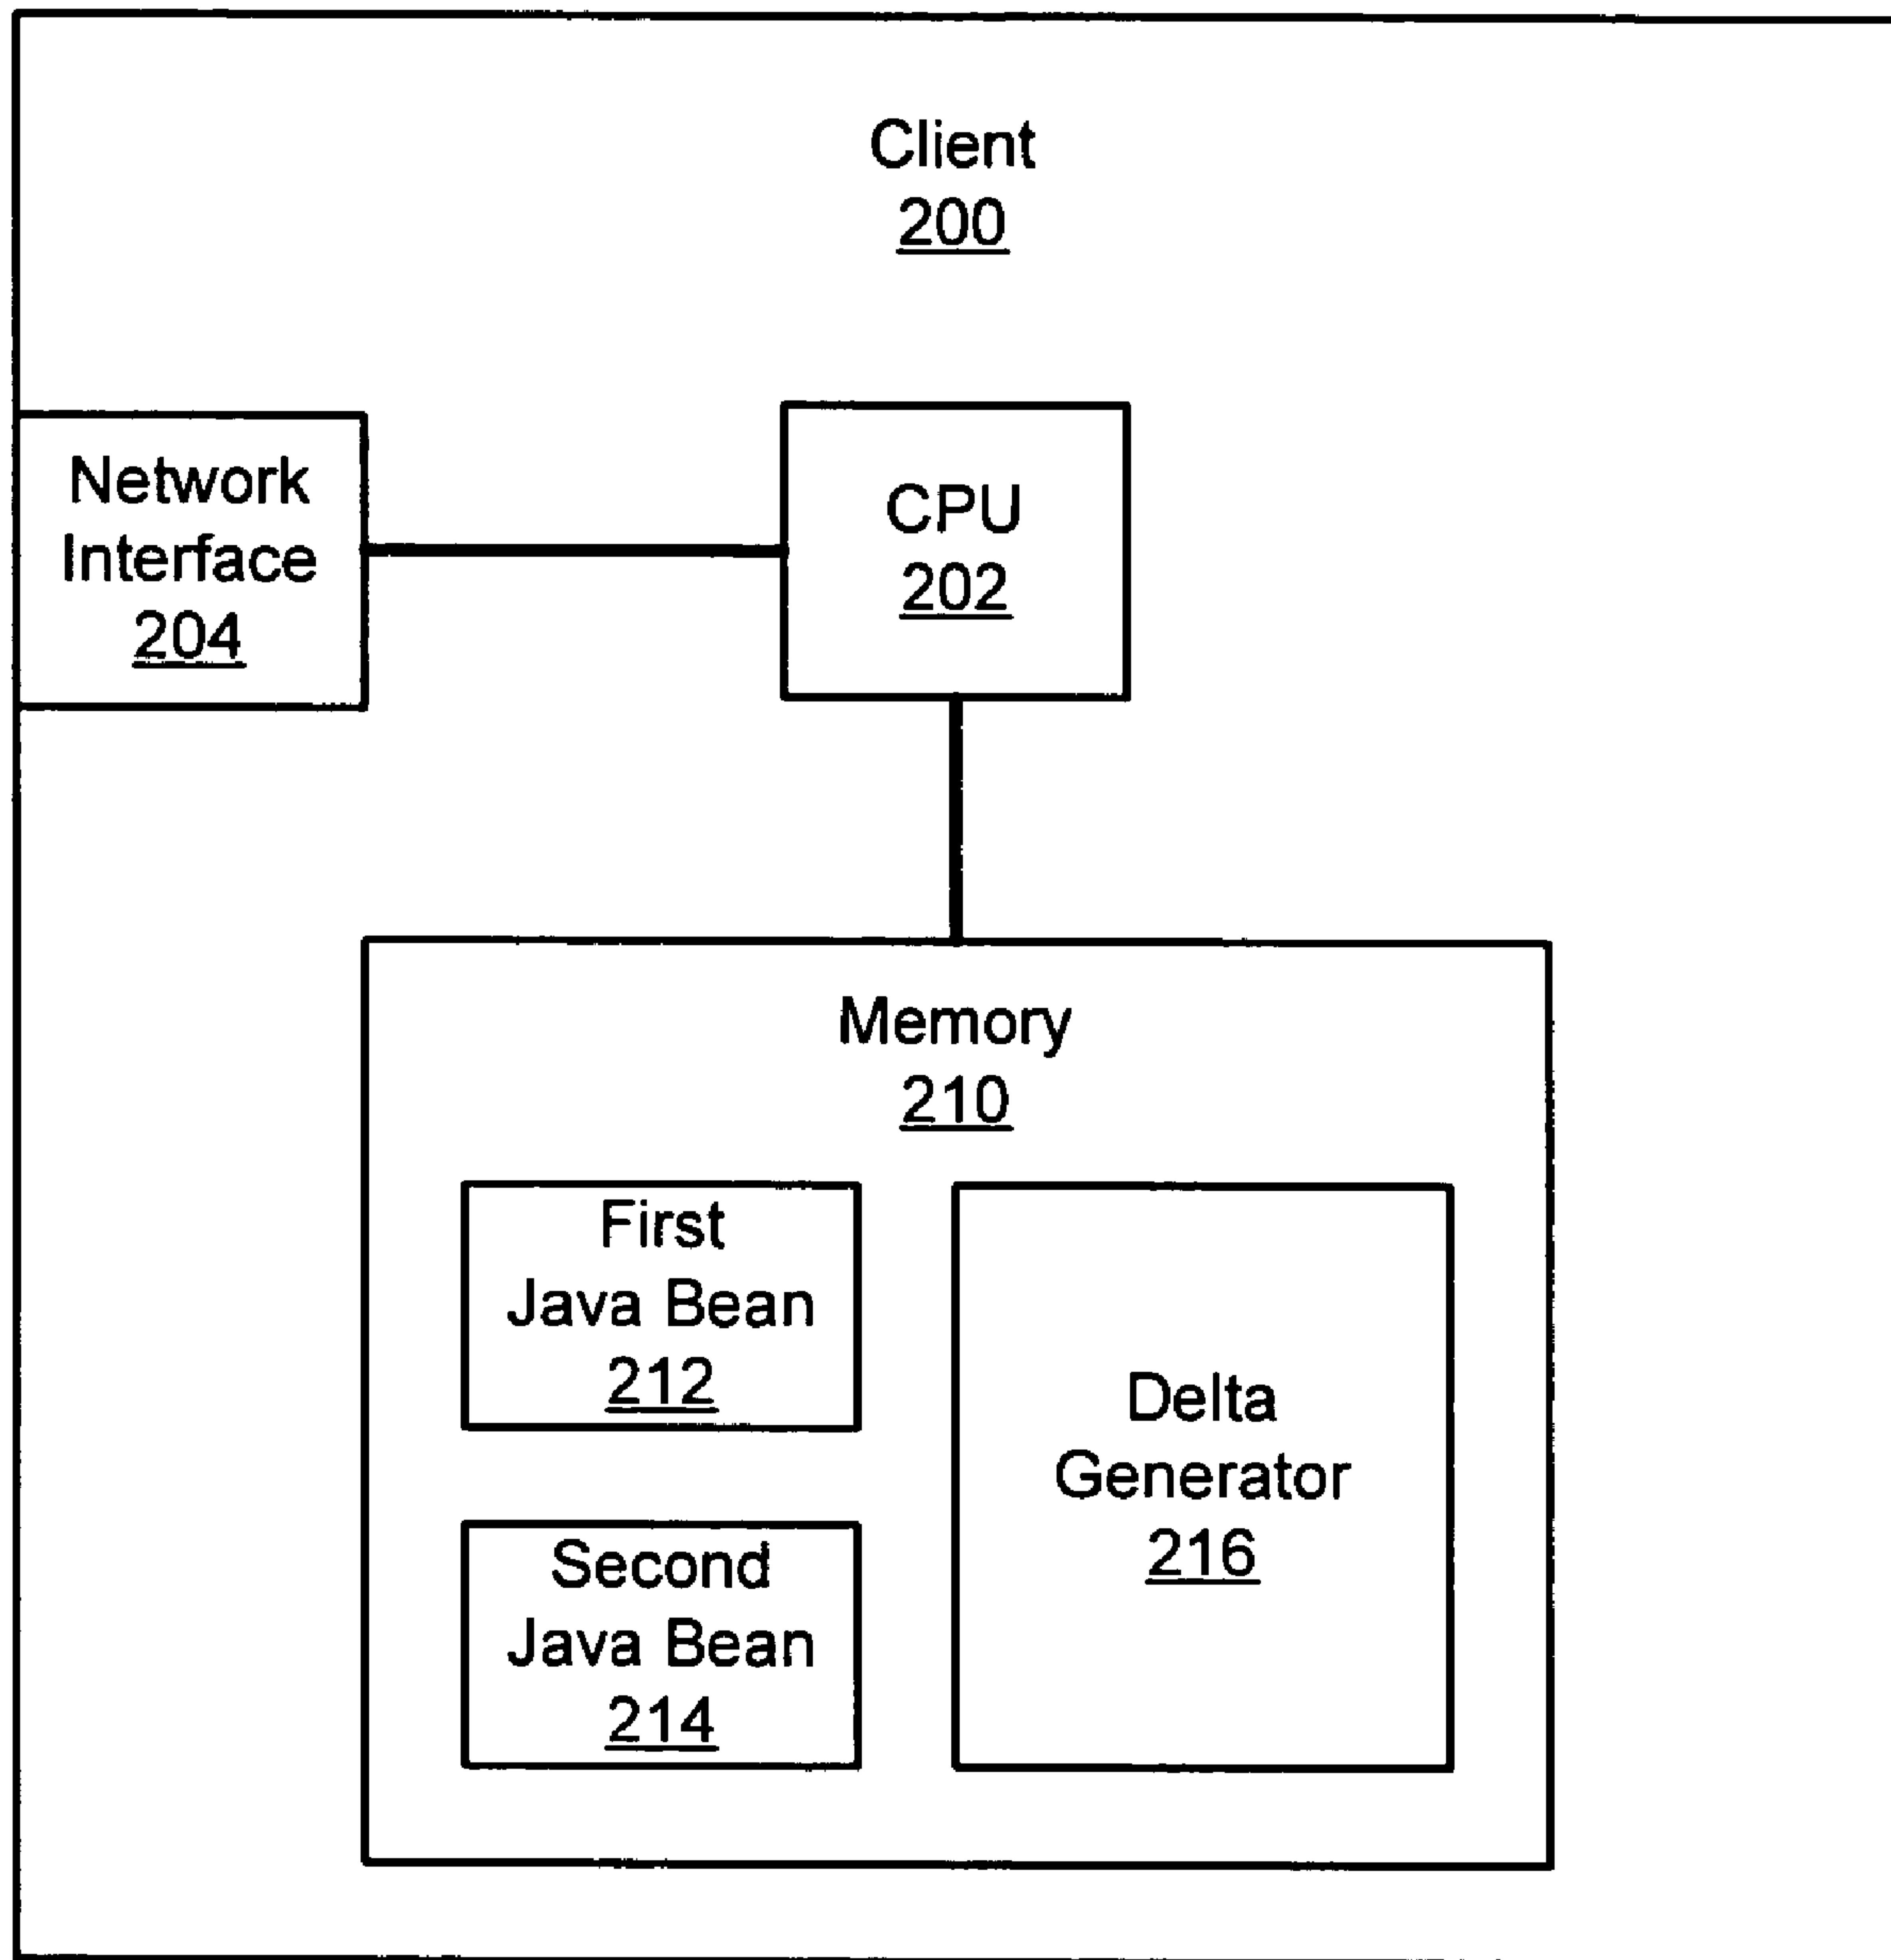 Client
200
Network
Interface
204
CPU
202
Memory
210
First
Java Bean
212
Second
Java Bean
214
Delta
Generator
216